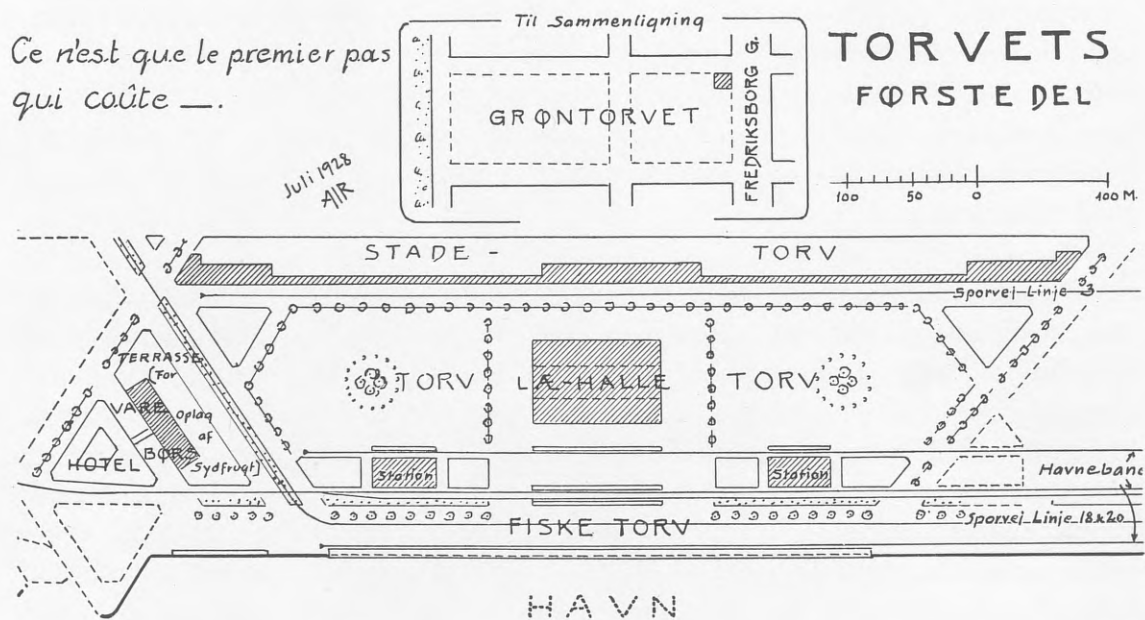 Ce n'est que le premier pas
qui coûte —.
Juli 1928
AIR
Til Sammenligning
GRØNTORVET
FREDRIKSBORG G.
TORVETS
FØRSTE DEL
100 50 0 100 M.
STADE - TORV
Sporvej-Linje
TERRASSE
(For
Oplag
af
Sydfrugt)
VARE
BØRS
HOTEL
TORV
LÆ-HALLE
TORV
Station
Station
Havnebane
FISKE TORV
Sporvej-Linje 18 & 20
HAVN